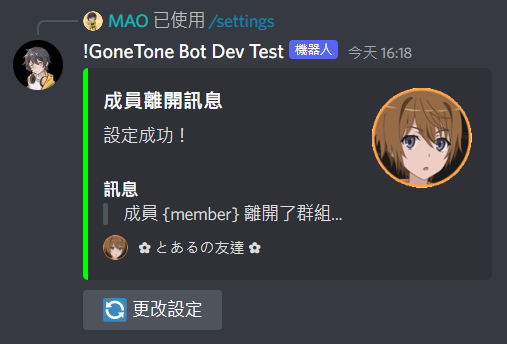 MAO 已使用 /settings
!GoneTone Bot Dev Test 機器人 今天 16:18
成員離開訊息
設定成功！
訊息
成員 {member} 離開了群組...
✿ とあるの友達 ✿
更改設定